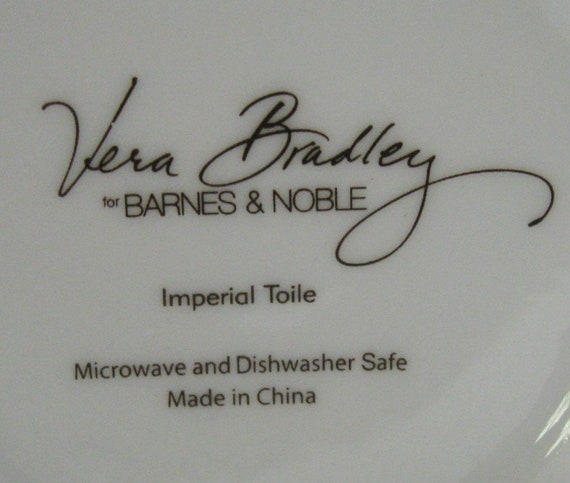 Vera Bradley
for BARNES & NOBLE
Imperial Toile
Microwave and Dishwasher Safe
Made in China